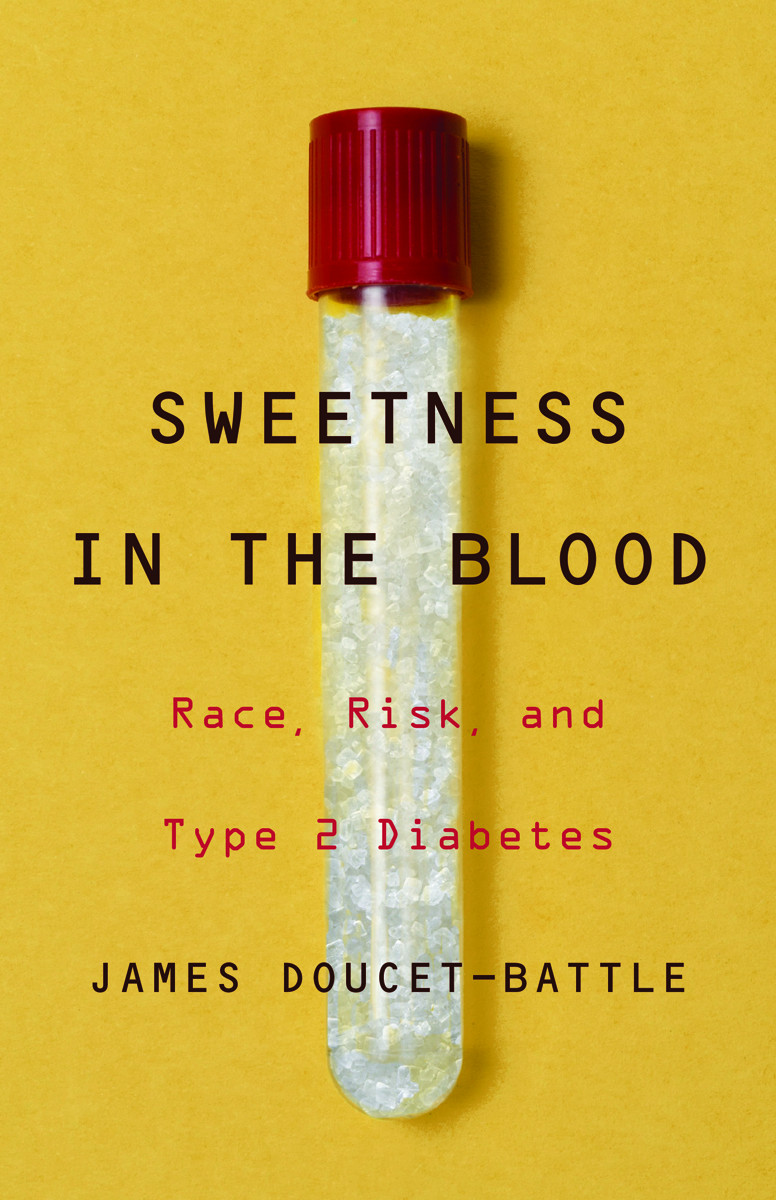 SWEETNESS
IN THE BLOOD
Race, Risk, and
Type 2 Diabetes
JAMES DOUCET-BATTLE